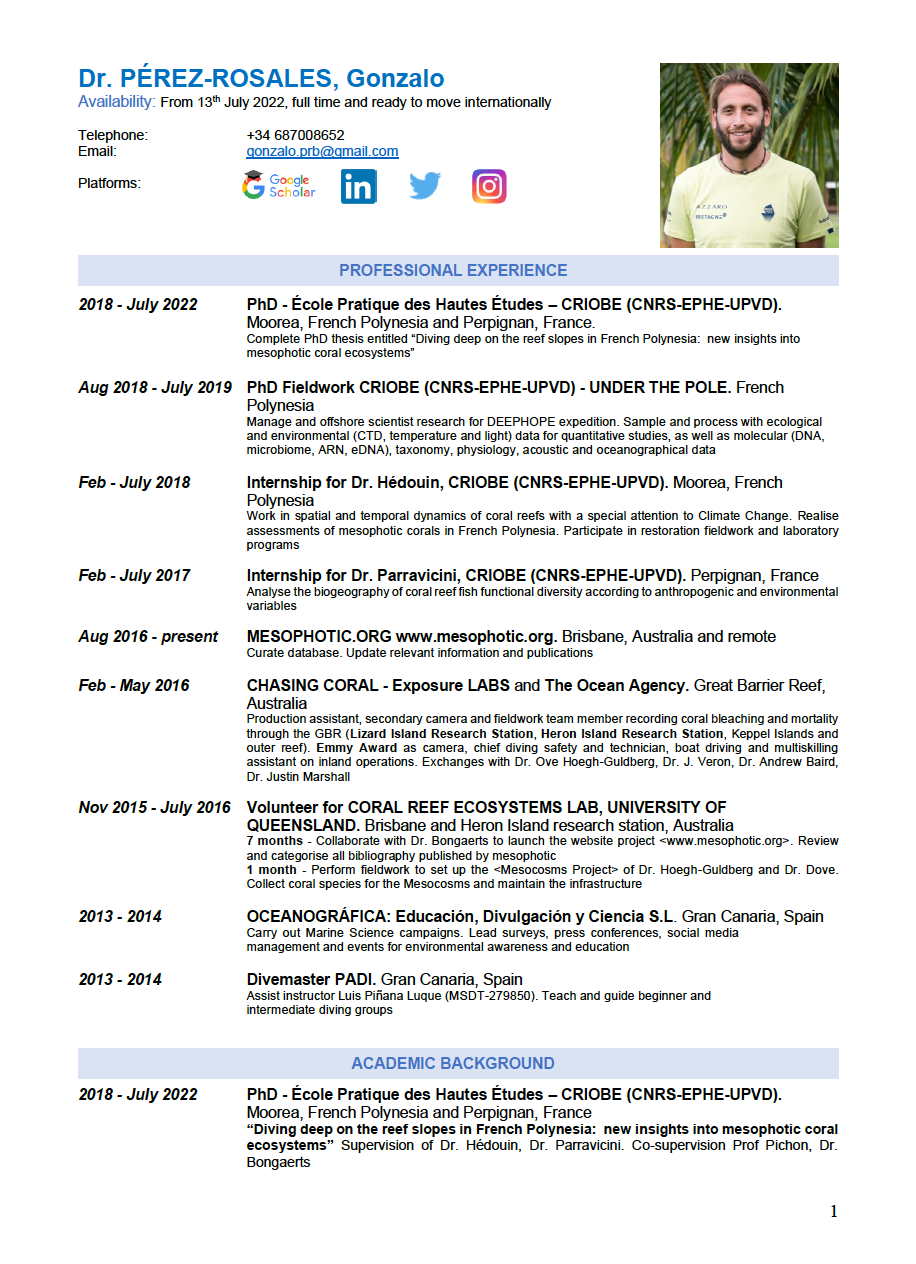 Dr. PÉREZ-ROSALES, Gonzalo
Availability: From 13th July 2022, full time and ready to move internationally
Telephone: +34 687008652
Email: gonzalo.prb@gmail.com
Platforms: Google Scholar in
AZZARO
BRETAGNE
PROFESSIONAL EXPERIENCE
2018 - July 2022 PhD - École Pratique des Hautes Études – CRIOBE (CNRS-EPHE-UPVD).
Moorea, French Polynesia and Perpignan, France.
Complete PhD thesis entitled “Diving deep on the reef slopes in French Polynesia: new insights into
mesophotic coral ecosystems”
Aug 2018 - July 2019 PhD Fieldwork CRIOBE (CNRS-EPHE-UPVD) - UNDER THE POLE. French
Polynesia
Manage and offshore scientist research for DEEPHOPE expedition. Sample and process with ecological
and environmental (CTD, temperature and light) data for quantitative studies, as well as molecular (DNA,
microbiome, ARN, eDNA), taxonomy, physiology, acoustic and oceanographical data
Feb - July 2018 Internship for Dr. Hédouin, CRIOBE (CNRS-EPHE-UPVD). Moorea, French
Polynesia
Work in spatial and temporal dynamics of coral reefs with a special attention to Climate Change. Realise
assessments of mesophotic corals in French Polynesia. Participate in restoration fieldwork and laboratory
programs
Feb - July 2017 Internship for Dr. Parravicini, CRIOBE (CNRS-EPHE-UPVD). Perpignan, France
Analyse the biogeography of coral reef fish functional diversity according to anthropogenic and environmental
variables
Aug 2016 - present MESOPHOTIC.ORG www.mesophotic.org. Brisbane, Australia and remote
Curate database. Update relevant information and publications
Feb - May 2016 CHASING CORAL - Exposure LABS and The Ocean Agency. Great Barrier Reef,
Australia
Production assistant, secondary camera and fieldwork team member recording coral bleaching and mortality
through the GBR (Lizard Island Research Station, Heron Island Research Station, Keppel Islands and
outer reef). Emmy Award as camera, chief diving safety and technician, boat driving and multiskilling
assistant on inland operations. Exchanges with Dr. Ove Hoegh-Guldberg, Dr. J. Veron, Dr. Andrew Baird,
Dr. Justin Marshall
Nov 2015 - July 2016 Volunteer for CORAL REEF ECOSYSTEMS LAB, UNIVERSITY OF
QUEENSLAND. Brisbane and Heron Island research station, Australia
7 months - Collaborate with Dr. Bongaerts to launch the website project <www.mesophotic.org>. Review
and categorise all bibliography published by mesophotic
1 month - Perform fieldwork to set up the <Mesocosms Project> of Dr. Hoegh-Guldberg and Dr. Dove.
Collect coral species for the Mesocosms and maintain the infrastructure
2013 - 2014 OCEANOGRÁFICA: Educación, Divulgación y Ciencia S.L. Gran Canaria, Spain
Carry out Marine Science campaigns. Lead surveys, press conferences, social media
management and events for environmental awareness and education
2013 - 2014 Divemaster PADI. Gran Canaria, Spain
Assist instructor Luis Piñana Luque (MSDT-279850). Teach and guide beginner and
intermediate diving groups
ACADEMIC BACKGROUND
2018 - July 2022 PhD - École Pratique des Hautes Études – CRIOBE (CNRS-EPHE-UPVD).
Moorea, French Polynesia and Perpignan, France
“Diving deep on the reef slopes in French Polynesia: new insights into mesophotic coral
ecosystems” Supervision of Dr. Hédouin, Dr. Parravicini. Co-supervision Prof Pichon, Dr.
Bongaerts
1